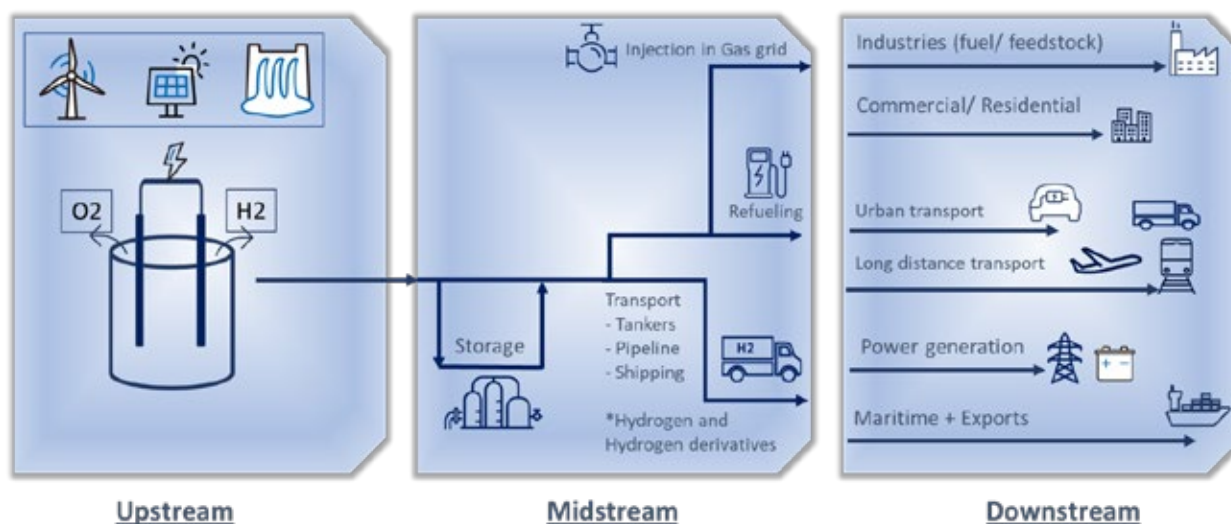 O2
H2
Upstream
Injection in Gas grid
Refueling
Storage
Transport
- Tankers
- Pipeline
- Shipping
H2
*Hydrogen and
Hydrogen derivatives
Midstream
Industries (fuel/ feedstock)
Commercial/ Residential
Urban transport
Long distance transport
Power generation
+ −
Maritime + Exports
Downstream